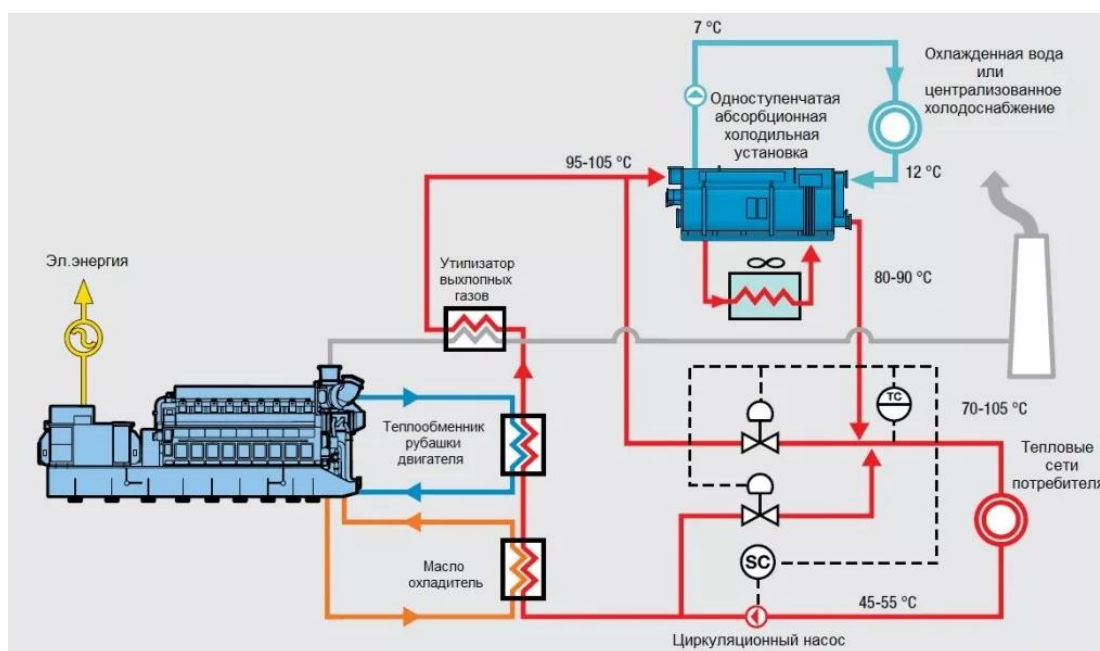 7 °C
Охлажденная вода
или
централизованное
холодоснабжение
Одноступенчатая
абсорбционная
холодильная
установка
95-105 °C
12 °C
Эл.энергия
Утилизатор
выхлопных
газов
80-90 °C
TC
70-105 °C
Теплообменник
рубашки
двигателя
Тепловые
сети
потребителя
Масло
охладитель
SC
45-55 °C
Циркуляционный насос